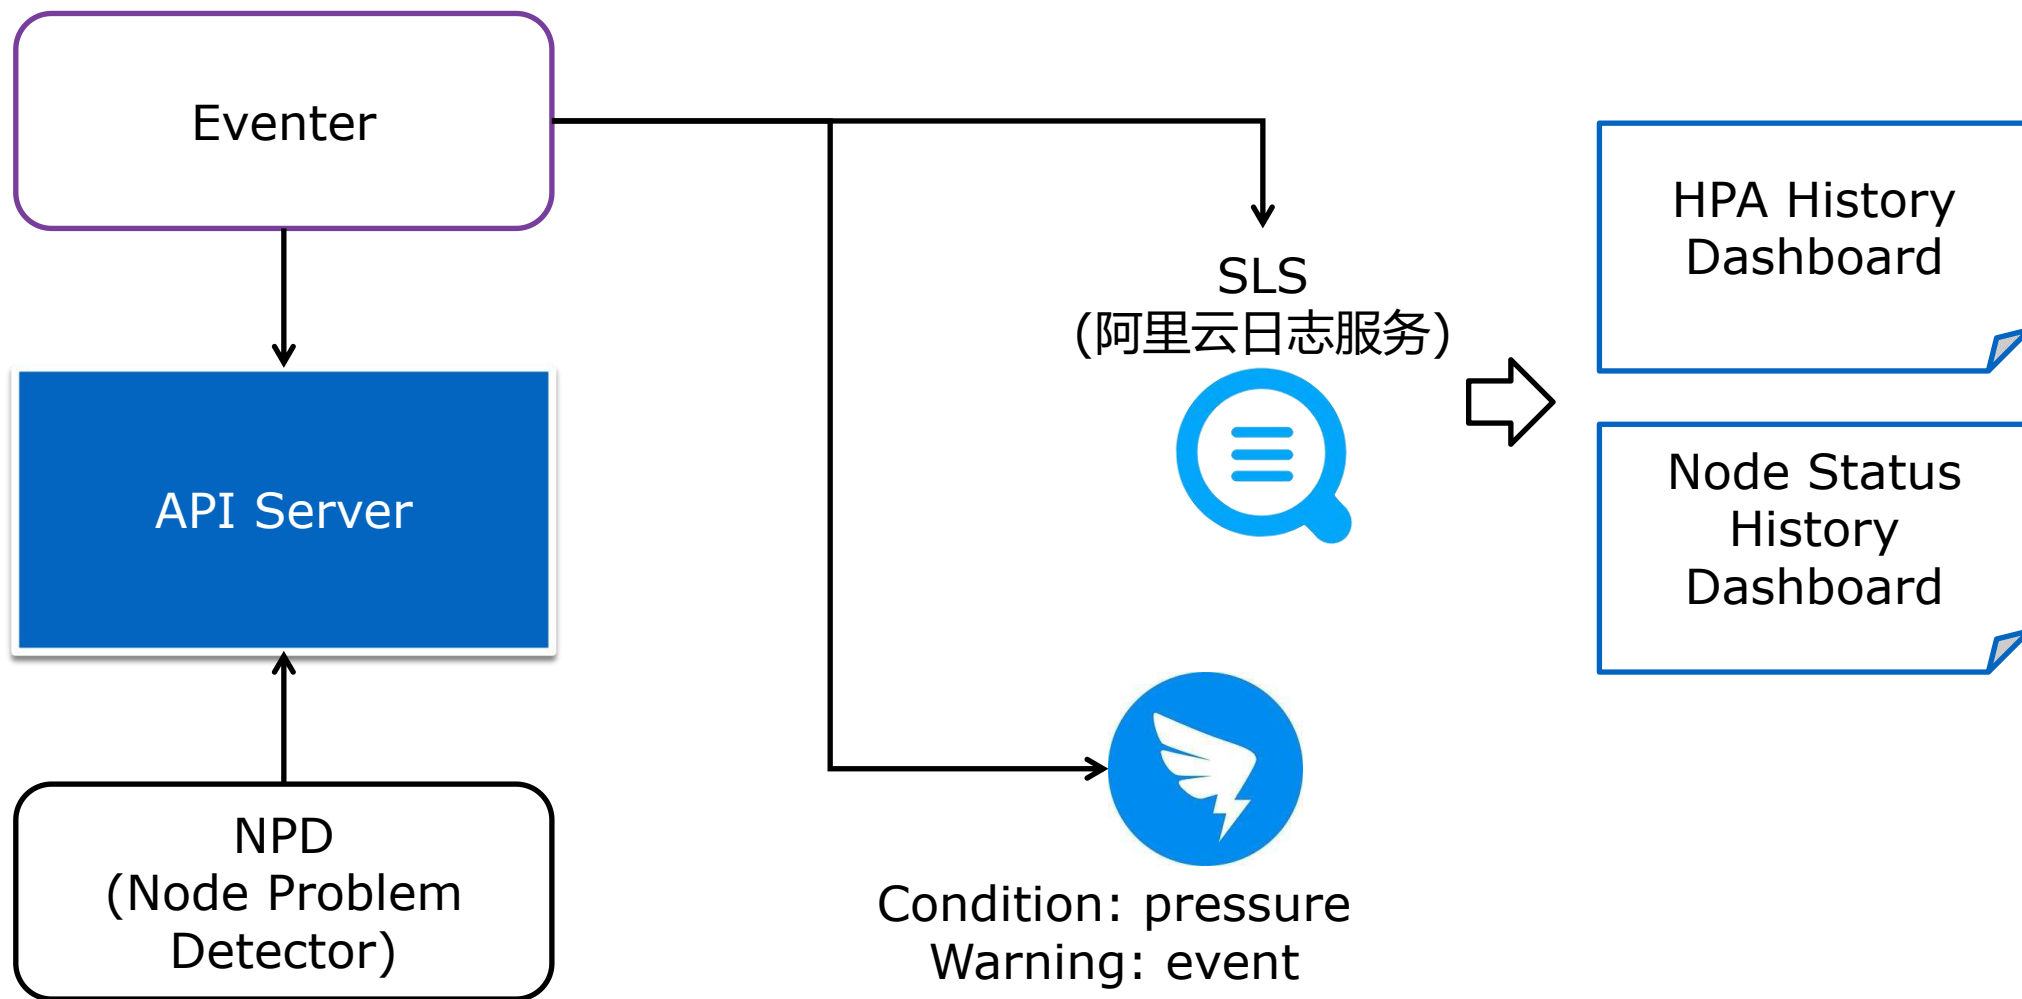 Eventer
API Server
NPD
(Node Problem
Detector)
SLS
(阿里云日志服务)
Condition: pressure
Warning: event
HPA History
Dashboard
Node Status
History
Dashboard